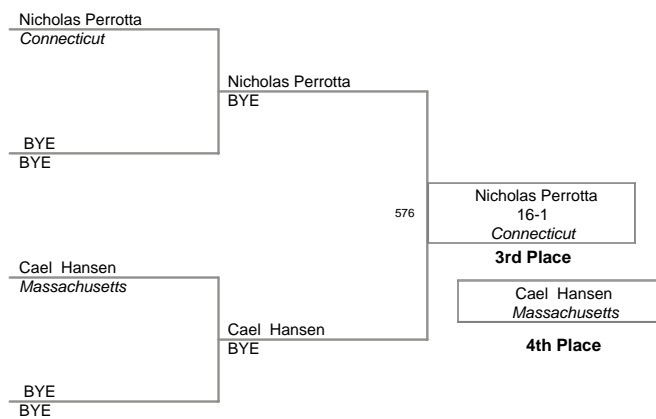 Nicholas Perrotta
Connecticut
Nicholas Perrotta
BYE
BYE
BYE
576
Nicholas Perrotta
16-1
Connecticut
3rd Place
Cael Hansen
Massachusetts
Cael Hansen
Massachusetts
Cael Hansen
BYE
4th Place
BYE
BYE